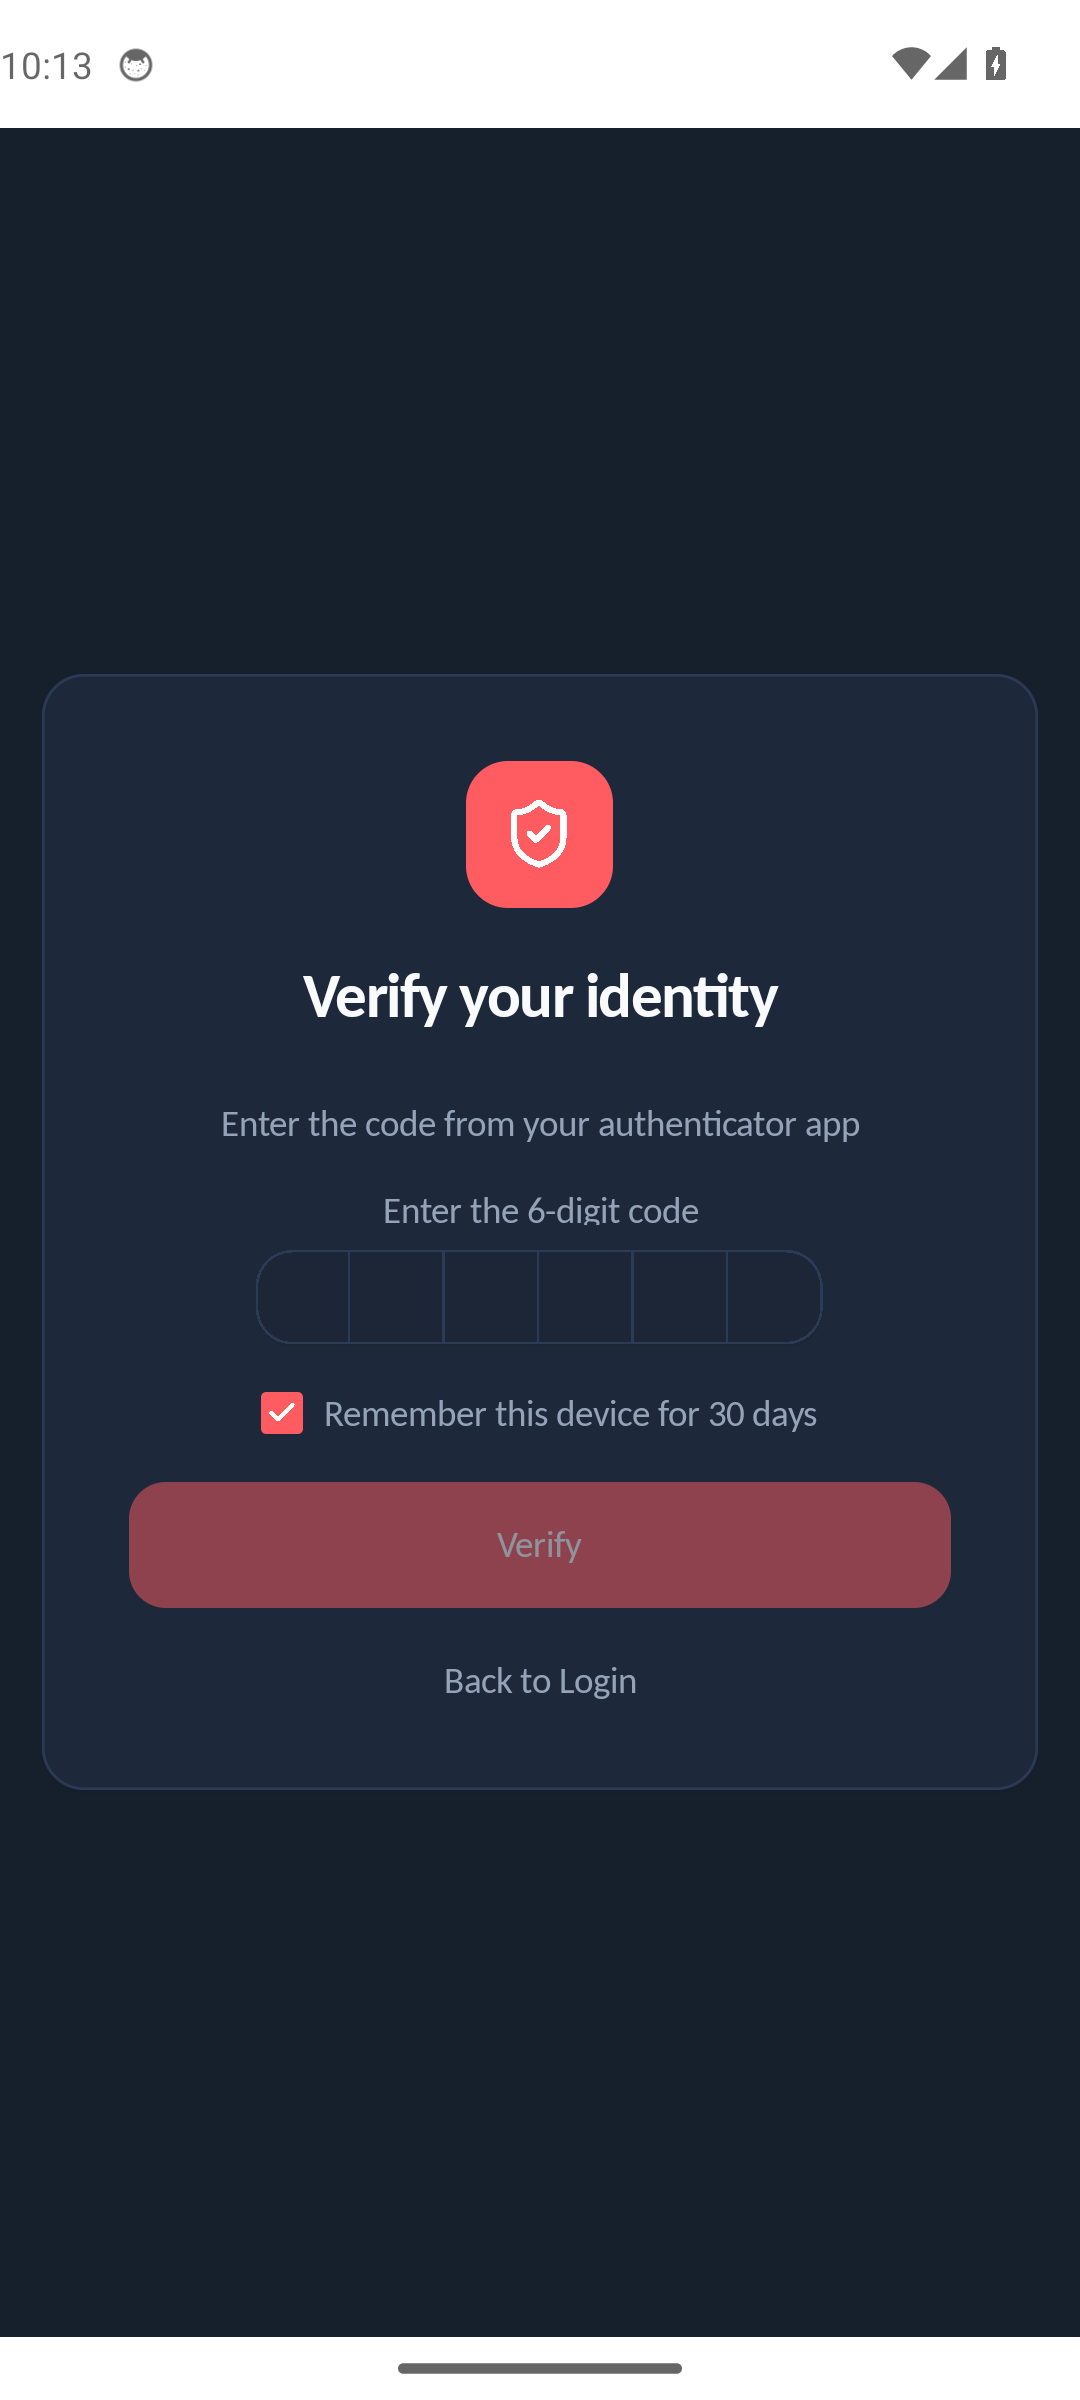 10:13
Verify your identity
Enter the code from your authenticator app
Enter the 6-digit code
Remember this device for 30 days
Verify
Back to Login